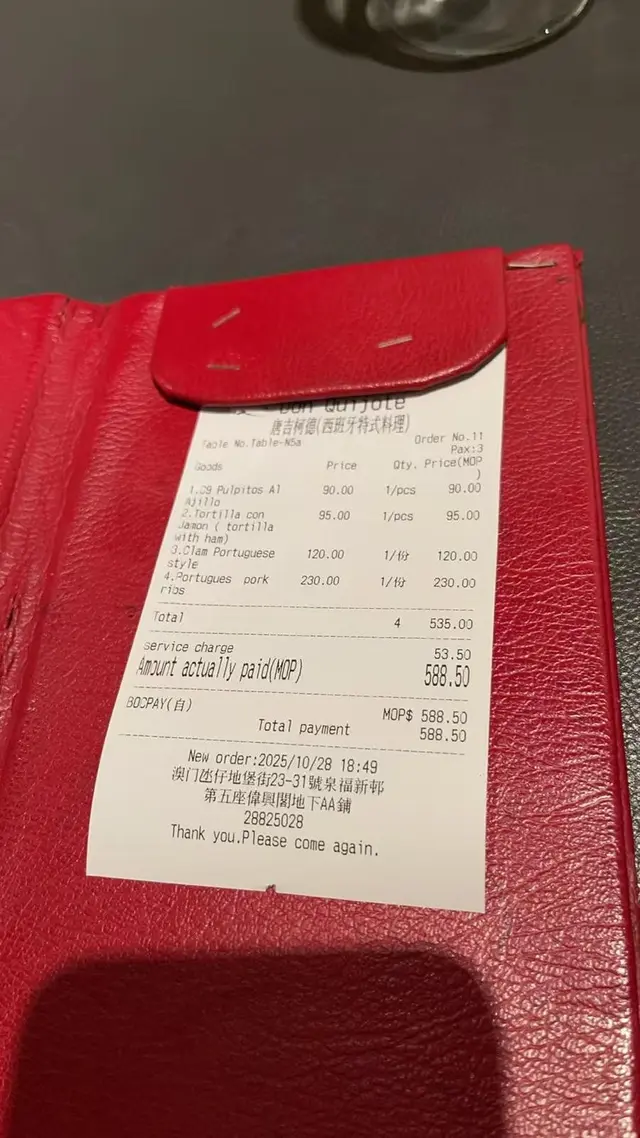 Don Quijote
唐吉柯德(西班牙特式料理)
Table No.Table-N5a Order No.11
Pax:3
Goods Price Qty. Price(MOP
)
1.09 Pulpitos Al 90.00 1/pcs 90.00
Ajillo
2.Tortilla con 95.00 1/pcs 95.00
Jamon ( tortilla
with ham)
3.Clam Portuguese 120.00 1/份 120.00
style
4.Portugues pork 230.00 1/份 230.00
ribs
Total 4 535.00
service charge 53.50
Amount actually paid(MOP) 588.50
BOCPAY(自) MOP$ 588.50
Total payment 588.50
New order:2025/10/28 18:49
澳门氹仔地堡街23-31號泉福新邨
第五座偉興閣地下AA鋪
28825028
Thank you.Please come again.